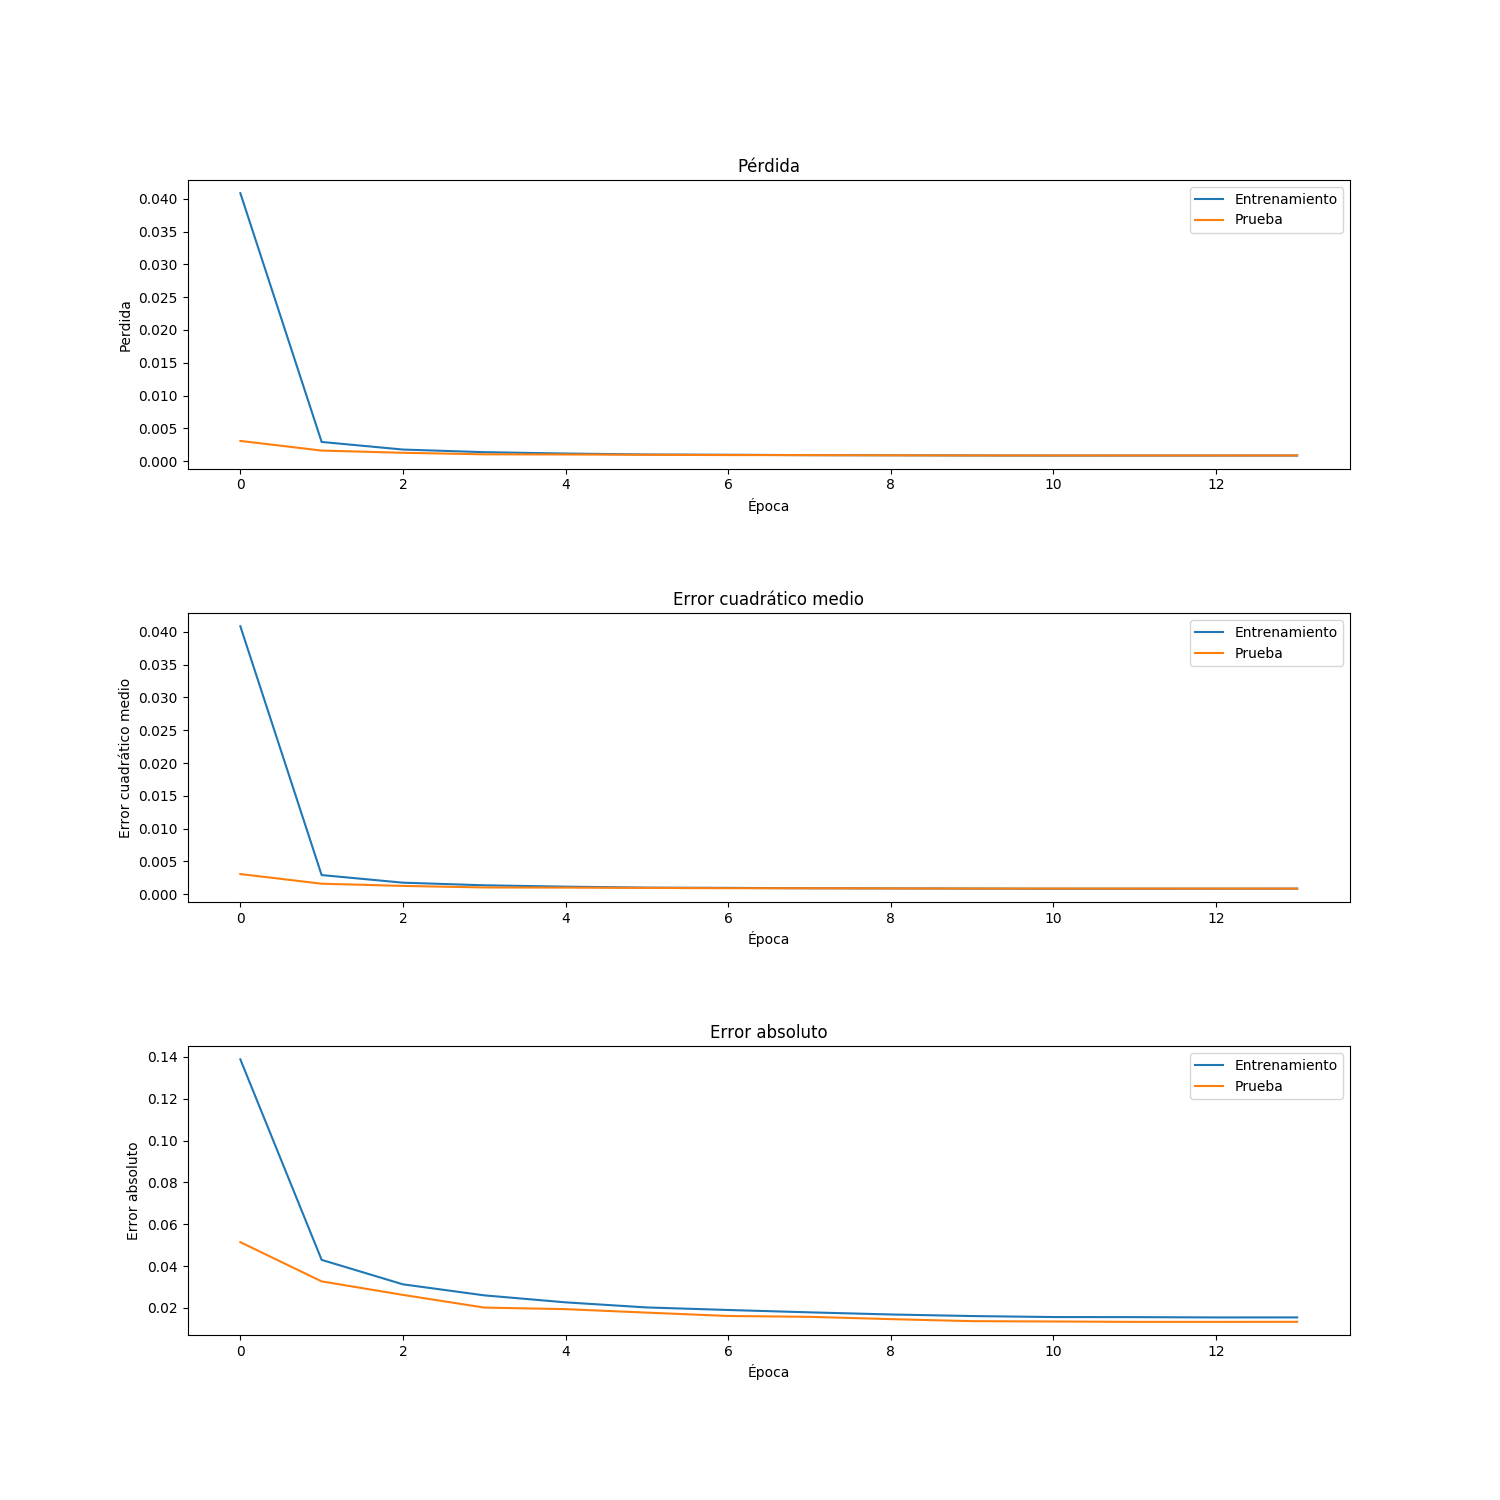 Pérdida
0.040
0.035
0.030
0.025
0.020
0.015
0.010
0.005
0.000
Perdida
Entrenamiento
Prueba
0 2 4 6 8 10 12
Época
Error cuadrático medio
0.040
0.035
0.030
0.025
0.020
0.015
0.010
0.005
0.000
Error cuadrático medio
Entrenamiento
Prueba
0 2 4 6 8 10 12
Época
Error absoluto
0.14
0.12
0.10
0.08
0.06
0.04
0.02
Error absoluto
Entrenamiento
Prueba
0 2 4 6 8 10 12
Época